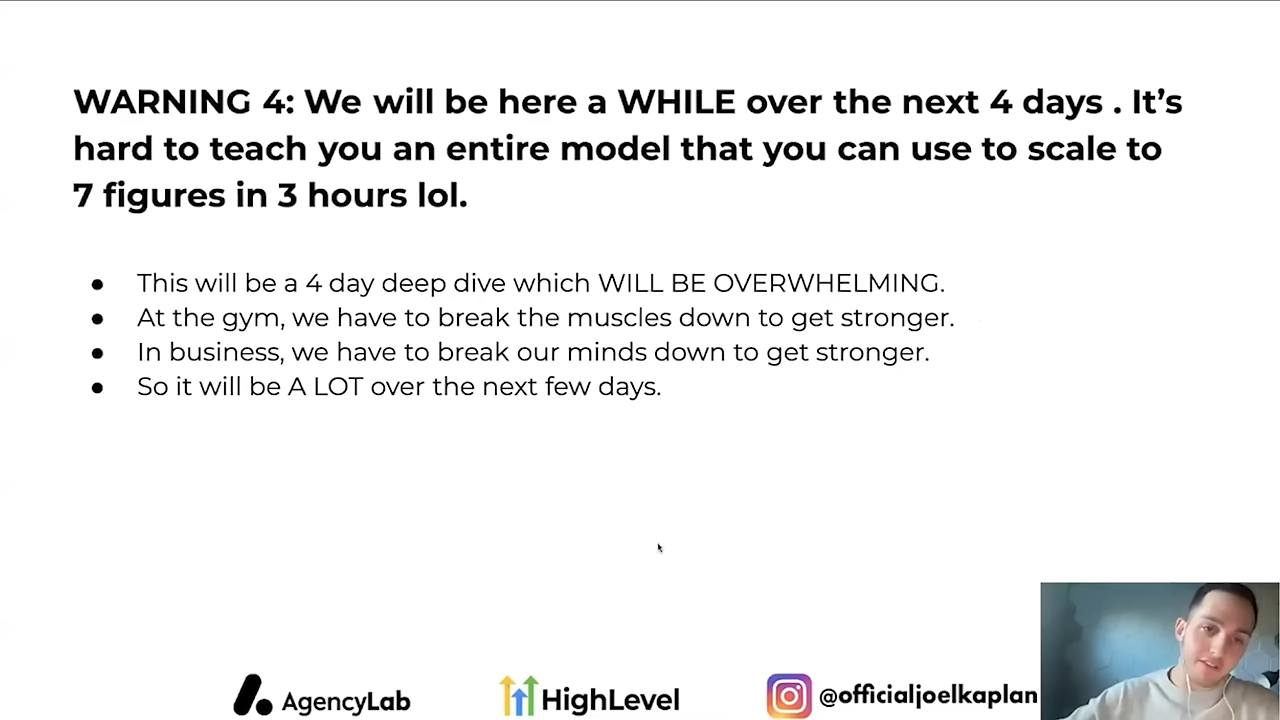 WARNING 4: We will be here a WHILE over the next 4 days . It’s
hard to teach you an entire model that you can use to scale to
7 figures in 3 hours lol.
● This will be a 4 day deep dive which WILL BE OVERWHELMING.
● At the gym, we have to break the muscles down to get stronger.
● In business, we have to break our minds down to get stronger.
● So it will be A LOT over the next few days.
AgencyLab
HighLevel
@officialjoelkaplan